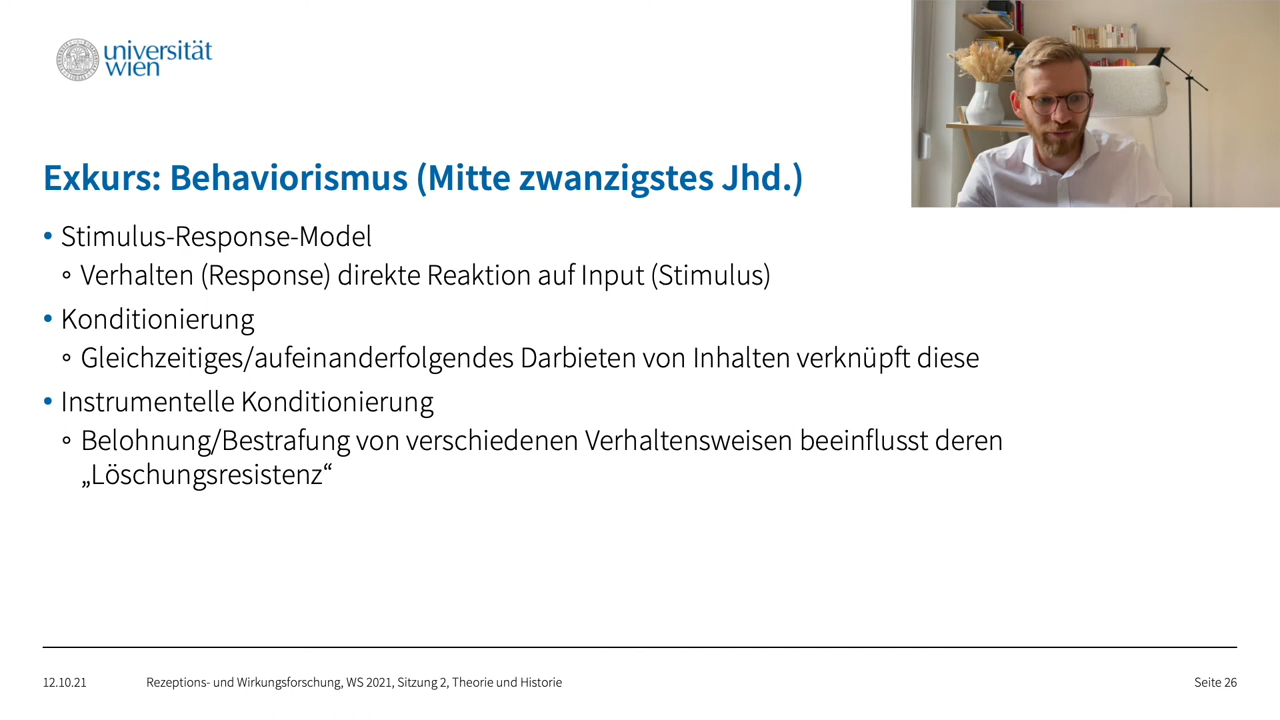 universität
wien
Exkurs: Behaviorismus (Mitte zwanzigstes Jhd.)
• Stimulus-Response-Model
◦ Verhalten (Response) direkte Reaktion auf Input (Stimulus)
• Konditionierung
◦ Gleichzeitiges/aufeinanderfolgendes Darbieten von Inhalten verknüpft diese
• Instrumentelle Konditionierung
◦ Belohnung/Bestrafung von verschiedenen Verhaltensweisen beeinflusst deren
„Löschungsresistenz“
12.10.21 Rezeptions- und Wirkungsforschung, WS 2021, Sitzung 2, Theorie und Historie Seite 26